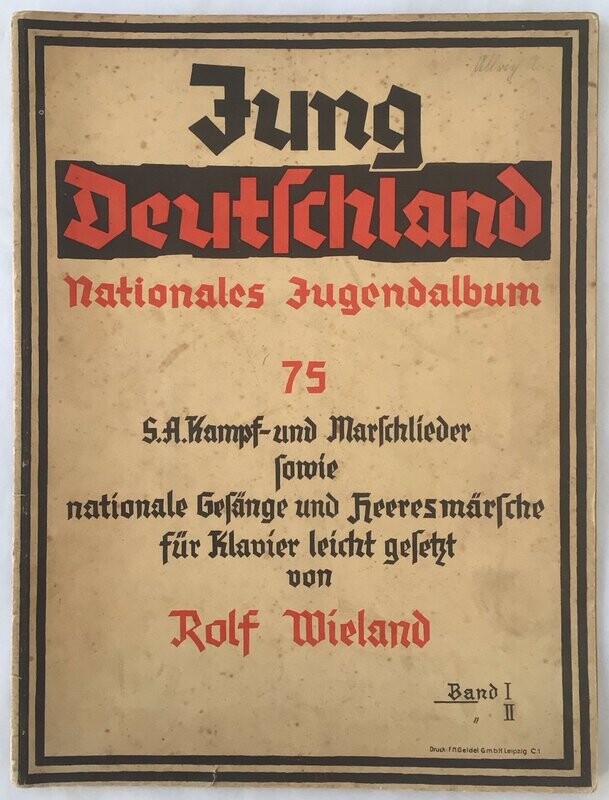 Jung
Deutſchland
Nationales Jugendalbum
75
S.A. Kampf- und Marſchlieder
ſowie
nationale Geſänge und Heeresmärſche
für Klavier leicht geſetzt
von
Rolf Wieland
Band I
„ II
Druck: F.M.Geidel G.m.b.H. Leipzig C.1